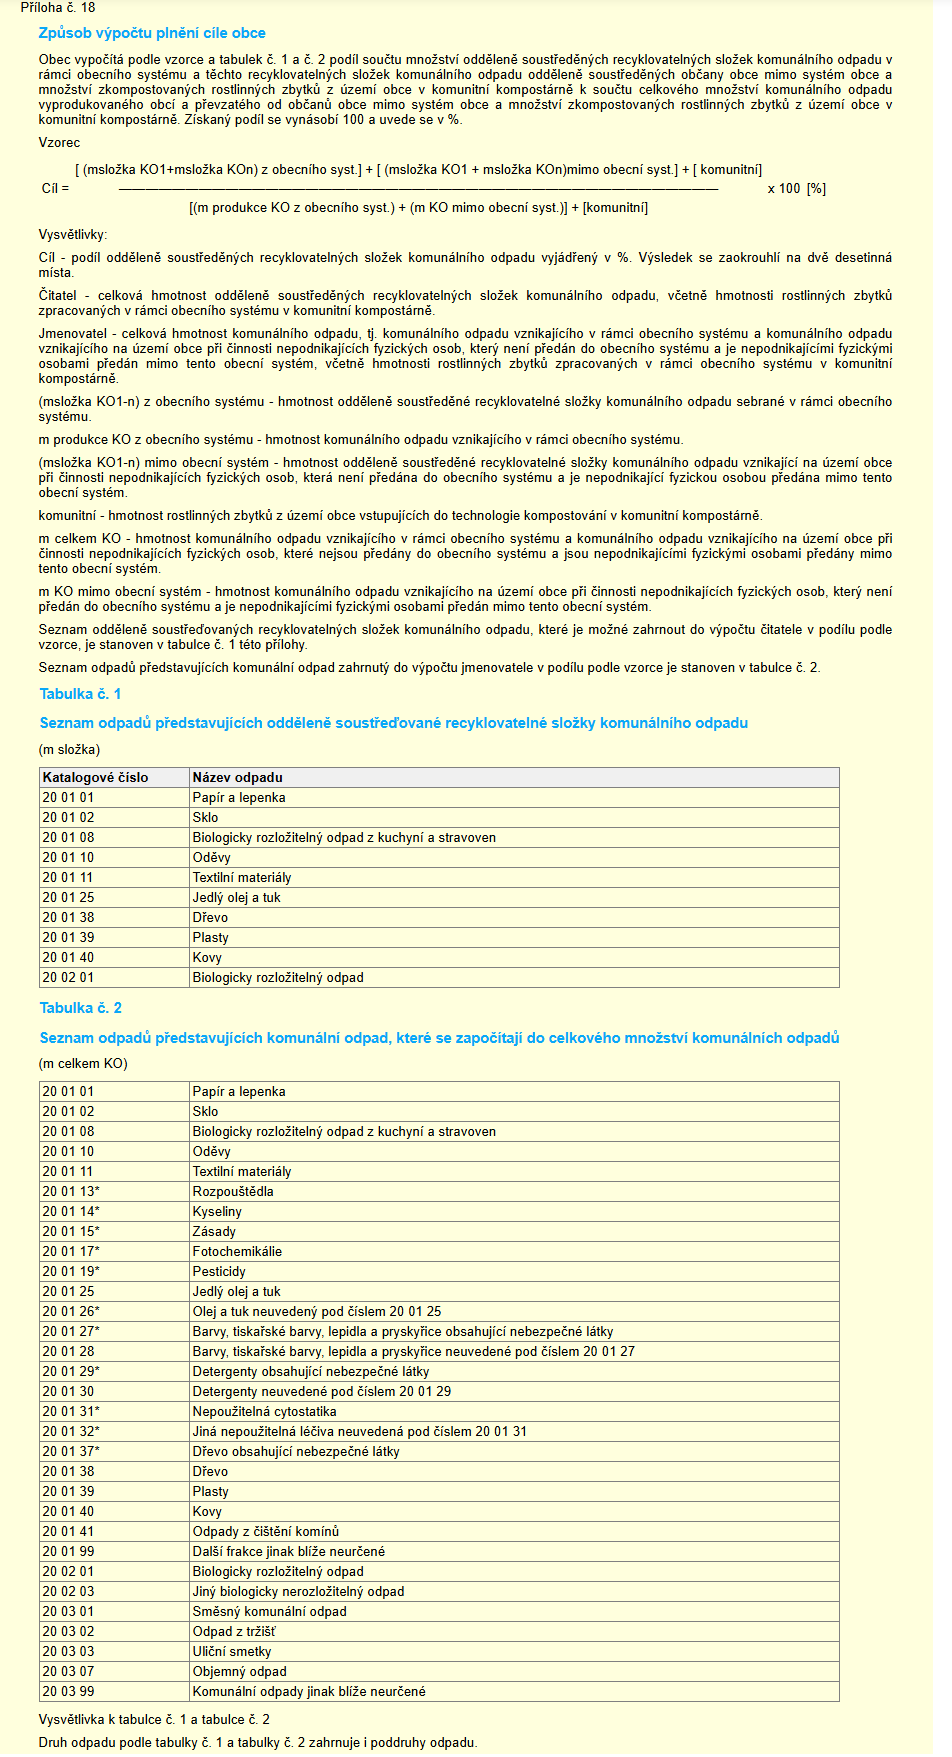 Příloha č. 18
Způsob výpočtu plnění cíle obce
Obec vypočítá podle vzorce a tabulek č. 1 a č. 2 podíl součtu množství odděleně soustředěných recyklovatelných složek komunálního odpadu v
rámci obecního systému a těchto recyklovatelných složek komunálního odpadu odděleně soustředěných občany obce mimo systém obce a
množství zkompostovaných rostlinných zbytků z území obce v komunitní kompostárně k součtu celkového množství komunálního odpadu
vyprodukovaného obcí a převzatého od občanů obce mimo systém obce a množství zkompostovaných rostlinných zbytků z území obce v
komunitní kompostárně. Získaný podíl se vynásobí 100 a uvede se v %.
Vzorec
[ (msložka KO1+msložka KOn) z obecního syst.] + [ (msložka KO1 + msložka KOn)mimo obecní syst.] + [ komunitní]
Cíl = ――――――――――――――――――――――――――――――――――― x 100 [%]
[(m produkce KO z obecního syst.) + (m KO mimo obecní syst.)] + [komunitní]
Vysvětlivky:
Cíl - podíl odděleně soustředěných recyklovatelných složek komunálního odpadu vyjádřený v %. Výsledek se zaokrouhlí na dvě desetinná
místa.
Čitatel - celková hmotnost odděleně soustředěných recyklovatelných složek komunálního odpadu, včetně hmotnosti rostlinných zbytků
zpracovaných v rámci obecního systému v komunitní kompostárně.
Jmenovatel - celková hmotnost komunálního odpadu, tj. komunálního odpadu vznikajícího v rámci obecního systému a komunálního odpadu
vznikajícího na území obce při činnosti nepodnikajících fyzických osob, který není předán do obecního systému a je nepodnikajícími fyzickými
osobami předán mimo tento obecní systém, včetně hmotnosti rostlinných zbytků zpracovaných v rámci obecního systému v komunitní
kompostárně.
(msložka KO1-n) z obecního systému - hmotnost odděleně soustředěné recyklovatelné složky komunálního odpadu sebrané v rámci obecního
systému.
m produkce KO z obecního systému - hmotnost komunálního odpadu vznikajícího v rámci obecního systému.
(msložka KO1-n) mimo obecní systém - hmotnost odděleně soustředěné recyklovatelné složky komunálního odpadu vznikající na území obce
při činnosti nepodnikajících fyzických osob, která není předána do obecního systému a je nepodnikající fyzickou osobou předána mimo tento
obecní systém.
komunitní - hmotnost rostlinných zbytků z území obce vstupujících do technologie kompostování v komunitní kompostárně.
m celkem KO - hmotnost komunálního odpadu vznikajícího v rámci obecního systému a komunálního odpadu vznikajícího na území obce při
činnosti nepodnikajících fyzických osob, které nejsou předány do obecního systému a jsou nepodnikajícími fyzickými osobami předány mimo
tento obecní systém.
m KO mimo obecní systém - hmotnost komunálního odpadu vznikajícího na území obce při činnosti nepodnikajících fyzických osob, který není
předán do obecního systému a je nepodnikajícími fyzickými osobami předán mimo tento obecní systém.
Seznam odděleně soustřeďovaných recyklovatelných složek komunálního odpadu, které je možné zahrnout do výpočtu čitatele v podílu podle
vzorce, je stanoven v tabulce č. 1 této přílohy.
Seznam odpadů představujících komunální odpad zahrnutý do výpočtu jmenovatele v podílu podle vzorce je stanoven v tabulce č. 2.
Tabulka č. 1
Seznam odpadů představujících odděleně soustřeďované recyklovatelné složky komunálního odpadu
(m složka)
Katalogové číslo Název odpadu
20 01 01 Papír a lepenka
20 01 02 Sklo
20 01 08 Biologicky rozložitelný odpad z kuchyní a stravoven
20 01 10 Oděvy
20 01 11 Textilní materiály
20 01 25 Jedlý olej a tuk
20 01 38 Dřevo
20 01 39 Plasty
20 01 40 Kovy
20 02 01 Biologicky rozložitelný odpad
Tabulka č. 2
Seznam odpadů představujících komunální odpad, které se započítají do celkového množství komunálních odpadů
(m celkem KO)
20 01 01 Papír a lepenka
20 01 02 Sklo
20 01 08 Biologicky rozložitelný odpad z kuchyní a stravoven
20 01 10 Oděvy
20 01 11 Textilní materiály
20 01 13* Rozpouštědla
20 01 14* Kyseliny
20 01 15* Zásady
20 01 17* Fotochemikálie
20 01 19* Pesticidy
20 01 25 Jedlý olej a tuk
20 01 26* Olej a tuk neuvedený pod číslem 20 01 25
20 01 27* Barvy, tiskařské barvy, lepidla a pryskyřice obsahující nebezpečné látky
20 01 28 Barvy, tiskařské barvy, lepidla a pryskyřice neuvedené pod číslem 20 01 27
20 01 29* Detergenty obsahující nebezpečné látky
20 01 30 Detergenty neuvedené pod číslem 20 01 29
20 01 31* Nepoužitelná cytostatika
20 01 32* Jiná nepoužitelná léčiva neuvedená pod číslem 20 01 31
20 01 37* Dřevo obsahující nebezpečné látky
20 01 38 Dřevo
20 01 39 Plasty
20 01 40 Kovy
20 01 41 Odpady z čištění komínů
20 01 99 Další frakce jinak blíže neurčené
20 02 01 Biologicky rozložitelný odpad
20 02 03 Jiný biologicky nerozložitelný odpad
20 03 01 Směsný komunální odpad
20 03 02 Odpad z tržišť
20 03 03 Uliční smetky
20 03 07 Objemný odpad
20 03 99 Komunální odpady jinak blíže neurčené
Vysvětlivka k tabulce č. 1 a tabulce č. 2
Druh odpadu podle tabulky č. 1 a tabulky č. 2 zahrnuje i poddruhy odpadu.